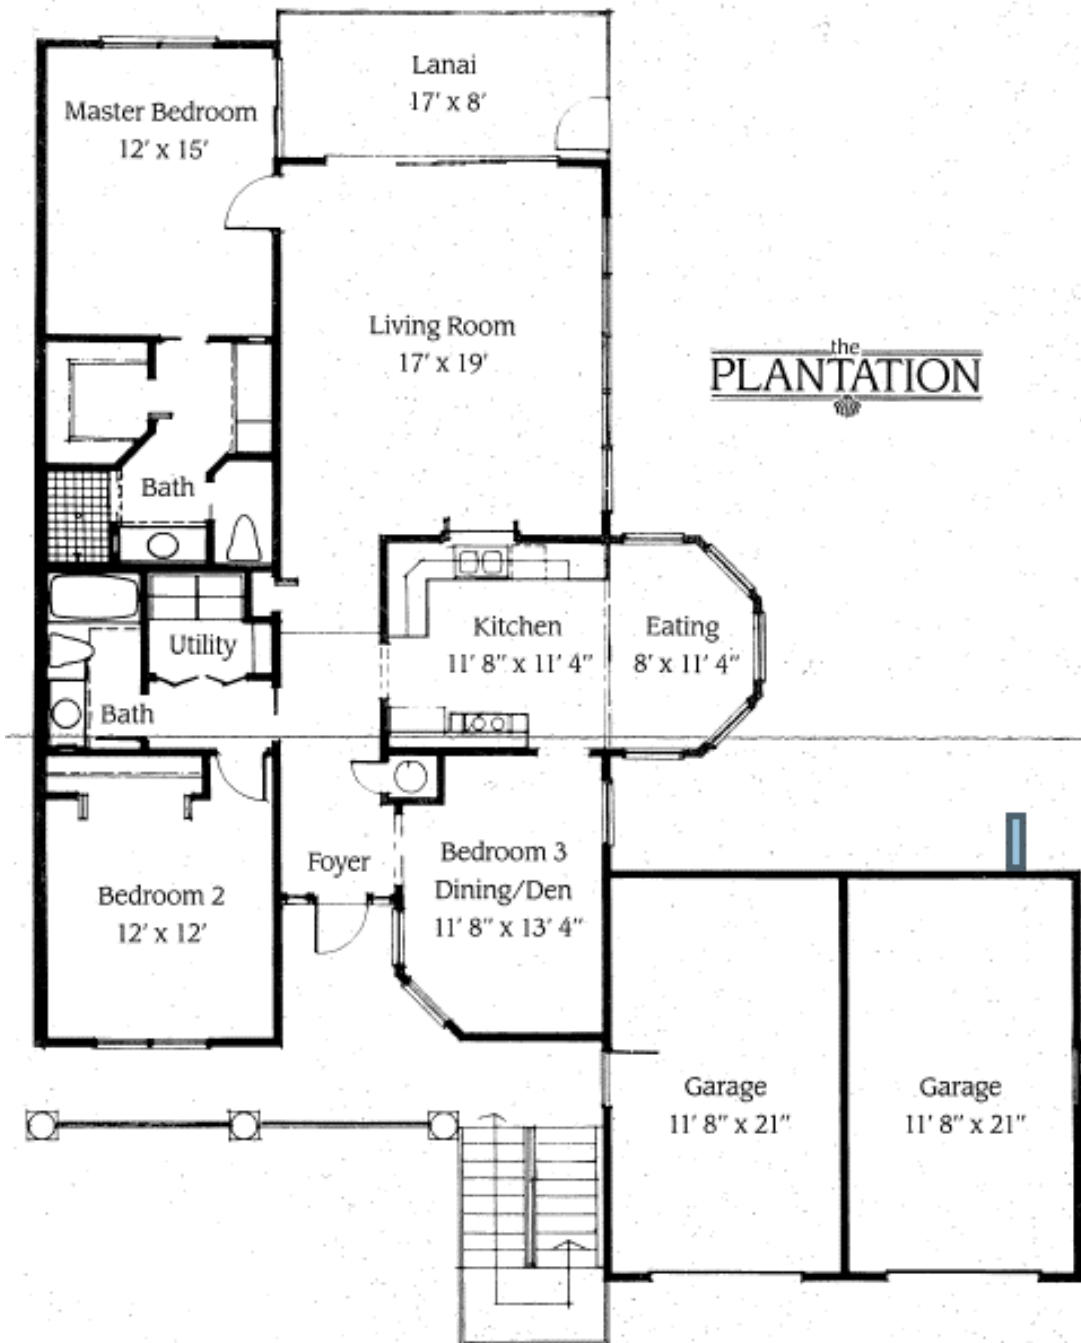 Lanai
17' x 8'
Master Bedroom
12' x 15'
Living Room
17' x 19'
the
PLANTATION
Bath
Kitchen
11' 8" x 11' 4"
Eating
8' x 11' 4"
Utility
Bath
Foyer
Bedroom 3
Dining/Den
11' 8" x 13' 4"
Bedroom 2
12' x 12'
Garage
11' 8" x 21"
Garage
11' 8" x 21"